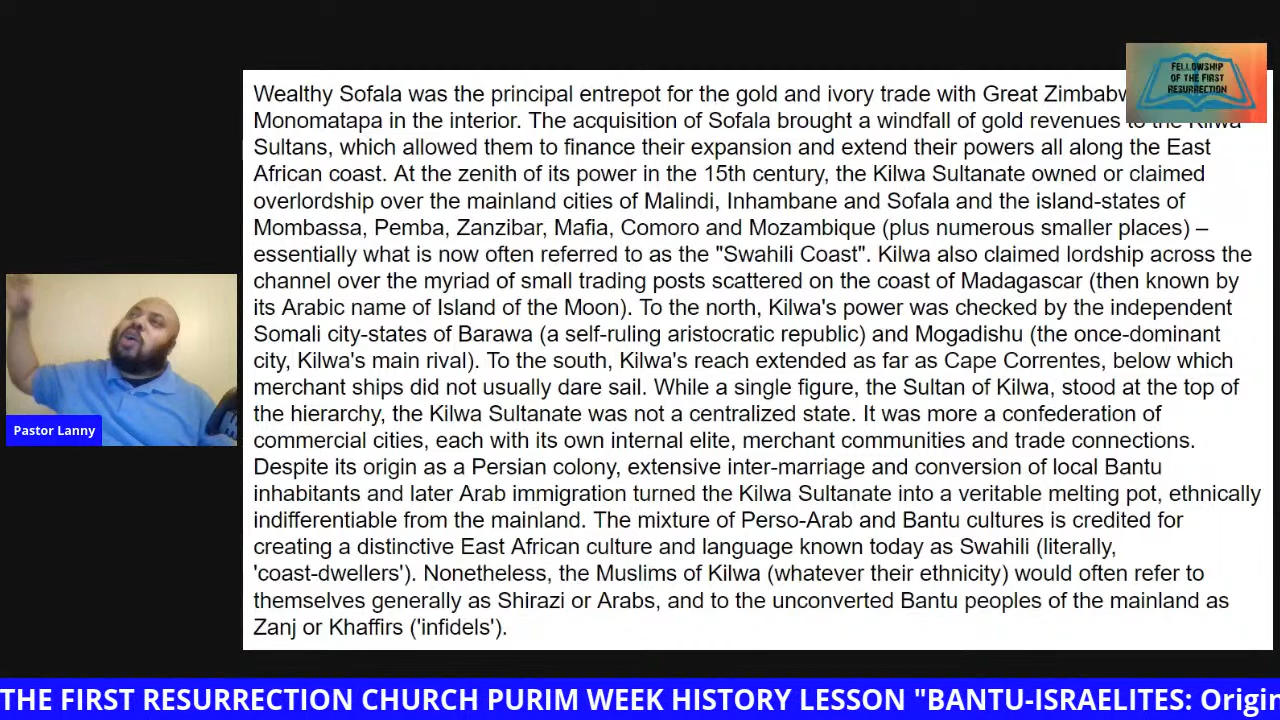 FELLOWSHIP
OF THE FIRST
RESURRECTION
Wealthy Sofala was the principal entrepot for the gold and ivory trade with Great
Monomatapa in the interior. The acquisition of Sofala brought a windfall of gold revenues to the Kilwa
Sultans, which allowed them to finance their expansion and extend their powers all along the East
African coast. At the zenith of its power in the 15th century, the Kilwa Sultanate owned or claimed
overlordship over the mainland cities of Malindi, Inhambane and Sofala and the island-states of
Mombassa, Pemba, Zanzibar, Mafia, Comoro and Mozambique (plus numerous smaller places) –
essentially what is now often referred to as the "Swahili Coast". Kilwa also claimed lordship across the
channel over the myriad of small trading posts scattered on the coast of Madagascar (then known by
its Arabic name of Island of the Moon). To the north, Kilwa's power was checked by the independent
Somali city-states of Barawa (a self-ruling aristocratic republic) and Mogadishu (the once-dominant
city, Kilwa's main rival). To the south, Kilwa's reach extended as far as Cape Correntes, below which
merchant ships did not usually dare sail. While a single figure, the Sultan of Kilwa, stood at the top of
the hierarchy, the Kilwa Sultanate was not a centralized state. It was more a confederation of
commercial cities, each with its own internal elite, merchant communities and trade connections.
Despite its origin as a Persian colony, extensive inter-marriage and conversion of local Bantu
inhabitants and later Arab immigration turned the Kilwa Sultanate into a veritable melting pot, ethnically
indifferentiable from the mainland. The mixture of Perso-Arab and Bantu cultures is credited for
creating a distinctive East African culture and language known today as Swahili (literally,
'coast-dwellers'). Nonetheless, the Muslims of Kilwa (whatever their ethnicity) would often refer to
themselves generally as Shirazi or Arabs, and to the unconverted Bantu peoples of the mainland as
Zanj or Khaffirs ('infidels').
Pastor Lanny
THE FIRST RESURRECTION CHURCH PURIM WEEK HISTORY LESSON "BANTU-ISRAELITES: Origin